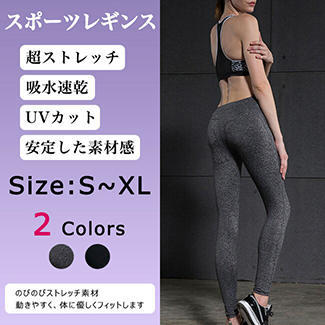 スポーツレギンス
超ストレッチ
吸水速乾
UVカット
安定した素材感
Size:S~XL
2 Colors
のびのびストレッチ素材
動きやすく、体に優しくフィットします